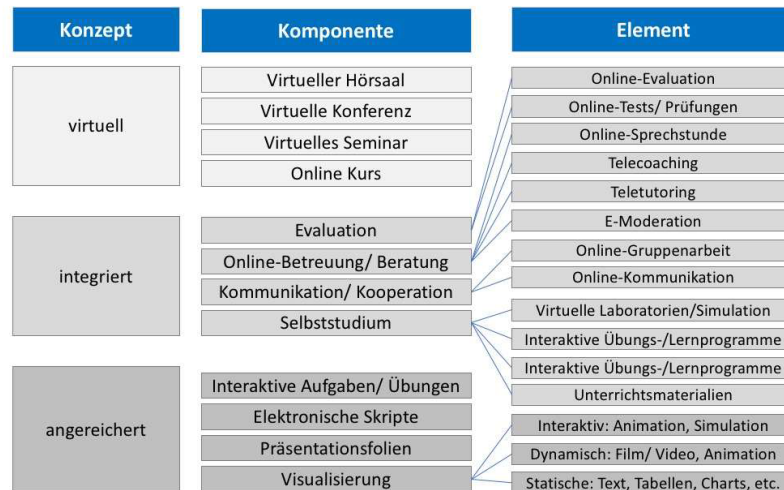 Konzept
Komponente
Element
virtuell
Virtueller Hörsaal
Virtuelle Konferenz
Virtuelles Seminar
Online Kurs
integriert
Evaluation
Online-Betreuung/ Beratung
Kommunikation/ Kooperation
Selbststudium
angereichert
Interaktive Aufgaben/ Übungen
Elektronische Skripte
Präsentationsfolien
Visualisierung
Online-Evaluation
Online-Tests/ Prüfungen
Online-Sprechstunde
Telecoaching
Teletutoring
E-Moderation
Online-Gruppenarbeit
Online-Kommunikation
Virtuelle Laboratorien/Simulation
Interaktive Übungs-/Lernprogramme
Interaktive Übungs-/Lernprogramme
Unterrichtsmaterialien
Interaktiv: Animation, Simulation
Dynamisch: Film/ Video, Animation
Statische: Text, Tabellen, Charts, etc.